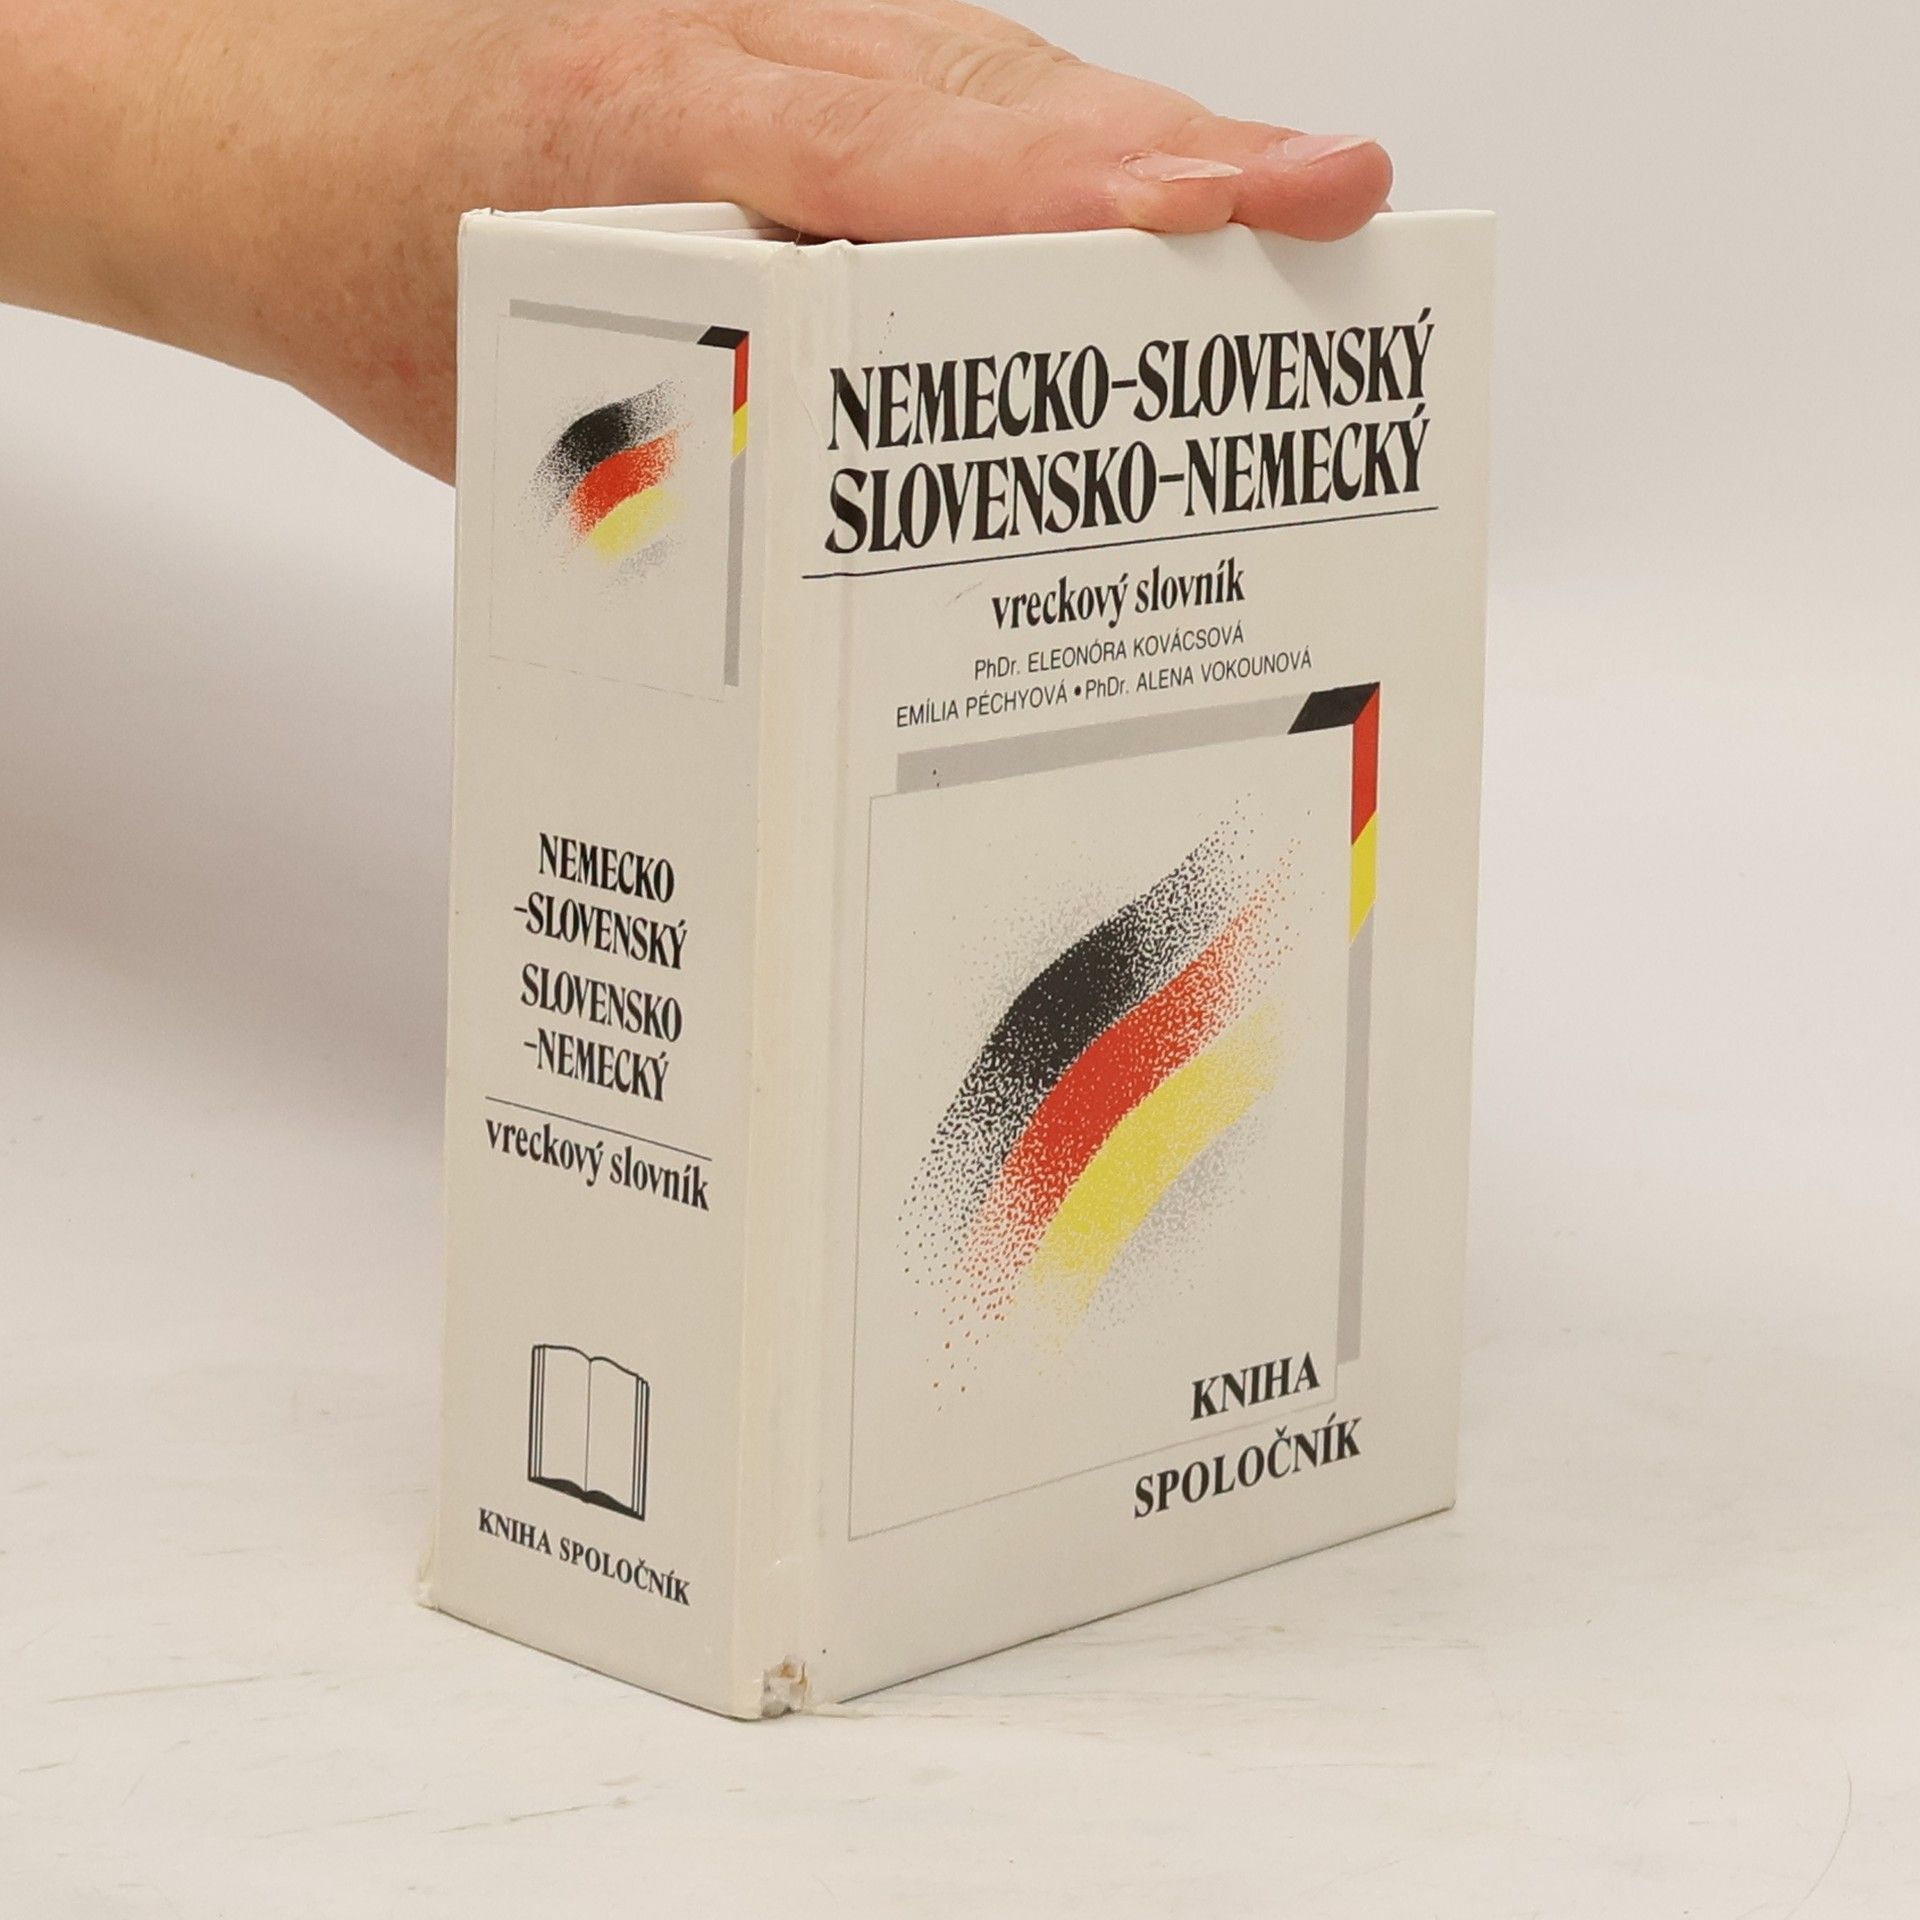 NEMECKO
–SLOVENSKÝ
SLOVENSKO
–NEMECKÝ
vreckový slovník
KNIHA SPOLOČNÍK
NEMECKO–SLOVENSKÝ
SLOVENSKO–NEMECKÝ
vreckový slovník
PhDr. ELEONÓRA KOVÁCSOVÁ
EMÍLIA PÉCHYOVÁ • PhDr. ALENA VOKOUNOVÁ
KNIHA
SPOLOČNÍK